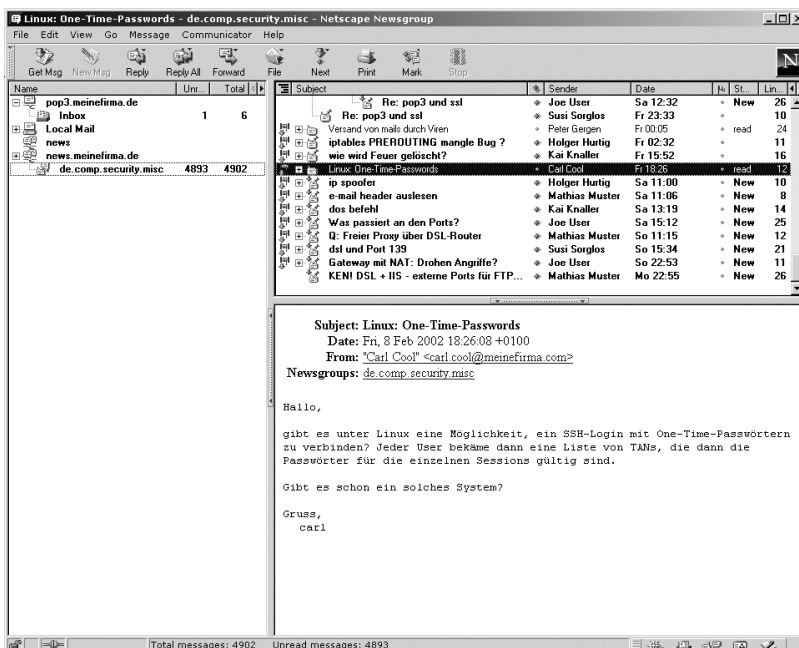 Linux: One-Time-Passwords - de.comp.security.misc - Netscape Newsgroup
File Edit View Go Message Communicator Help
Get Msg New Msg Reply Reply All Forward File Next Print Mark Stop
N
Name Unr... Total
pop3.meinefirma.de
Inbox 1 6
Local Mail
news
news.meinefirma.de
de.comp.security.misc 4893 4902
Subject Sender Date St... Lin...
Re: pop3 und ssl Joe User Sa 12:32 New 26
Re: pop3 und ssl Susi Sorglos Fr 23:33 10
Versand von mails durch Viren Peter Gergen Fr 00:05 read 24
iptables PREROUTING mangle Bug ? Holger Hurtig Fr 02:32 11
wie wird Feuer gelöscht? Kai Knaller Fr 15:52 16
Linux: One-Time-Passwords Carl Cool Fr 18:26 read 12
ip spoofer Holger Hurtig Sa 11:00 New 10
e-mail header auslesen Mathias Muster Sa 11:06 New 8
dos befehl Kai Knaller Sa 13:19 New 14
Was passiert an den Ports? Joe User Sa 15:12 New 25
Q: Freier Proxy über DSL-Router Mathias Muster So 11:15 New 12
dsl und Port 139 Susi Sorglos So 15:34 New 21
Gateway mit NAT: Drohen Angriffe? Joe User So 22:53 New 11
KEN! DSL + IIS - externe Ports für FTP... Mathias Muster Mo 22:55 New 26
Subject: Linux: One-Time-Passwords
Date: Fri, 8 Feb 2002 18:26:08 +0100
From: "Carl Cool" <carl.cool@meinefirma.com>
Newsgroups: de.comp.security.misc
Hallo,
gibt es unter Linux eine Möglichkeit, ein SSH-Login mit One-Time-Passwörtern
zu verbinden? Jeder User bekäme dann eine Liste von TANs, die dann die
Passwörter für die einzelnen Sessions gültig sind.
Gibt es schon ein solches System?
Gruss,
carl
Total messages: 4902 Unread messages: 4893